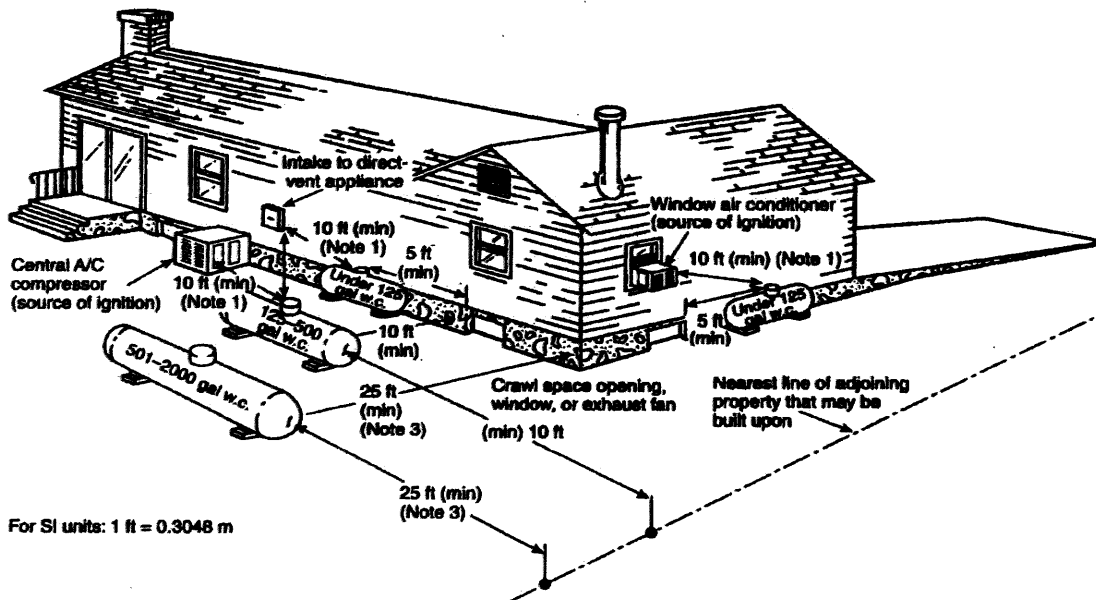 Intake to direct-
vent appliance
Window air conditioner
(source of ignition)
10 ft (min)
(Note 1)
5 ft
(min)
10 ft (min) (Note 1)
Central A/C
compressor
(source of ignition)
10 ft (min)
(Note 1)
Under 125
gal w.c.
Under 125
gal w.c.
5 ft
(min)
125–500
gal w.c.
10 ft
(min)
501–2000 gal w.c.
25 ft
(min)
(Note 3)
Crawl space opening,
window, or exhaust fan
Nearest line of adjoining
property that may be
built upon
(min) 10 ft
25 ft (min)
(Note 3)
For SI units: 1 ft = 0.3048 m